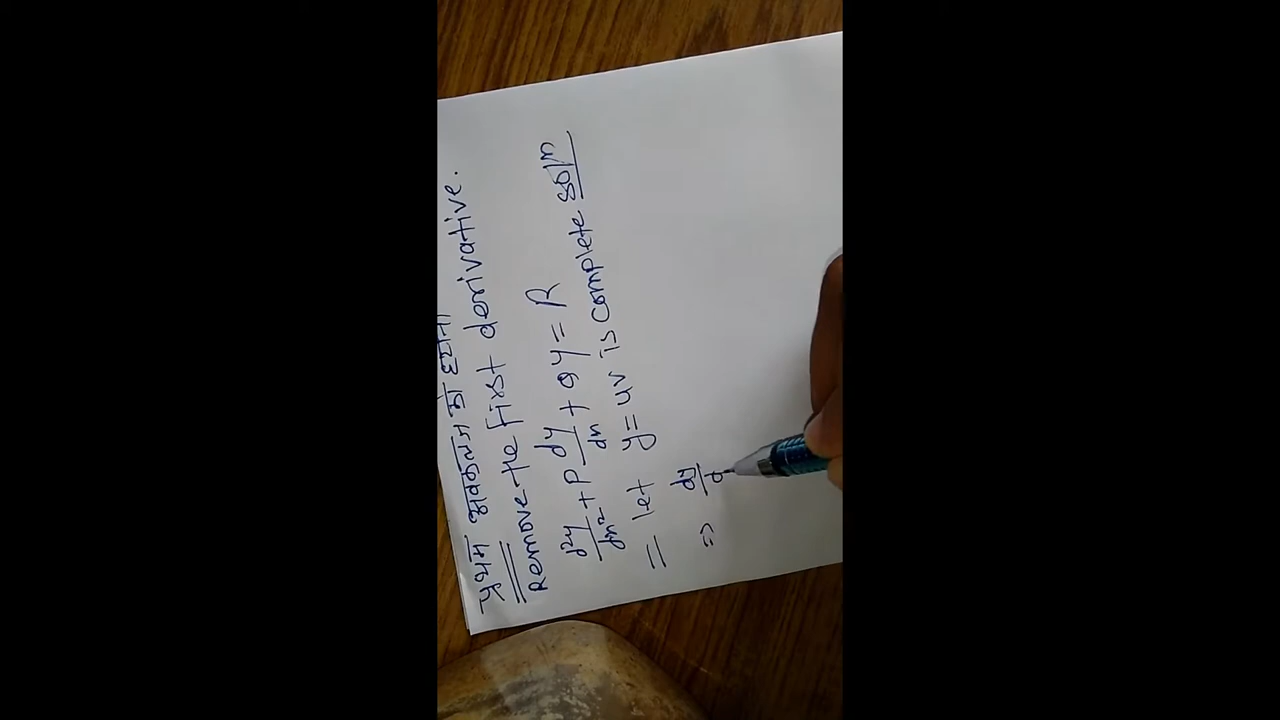 प्रथम अवकलज को हटाना
Remove the first derivative.
d²y/dx² + P dy/dx + Qy = R
= let y = uv is complete soln
⇒ dy/d